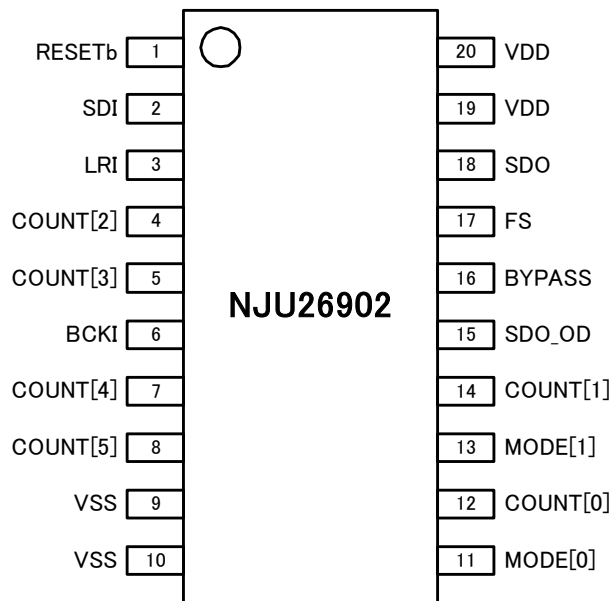 RESETb 1 20 VDD
SDI 2 19 VDD
LRI 3 18 SDO
COUNT[2] 4 17 FS
COUNT[3] 5 16 BYPASS
NJU26902
BCKI 6 15 SDO_OD
COUNT[4] 7 14 COUNT[1]
COUNT[5] 8 13 MODE[1]
VSS 9 12 COUNT[0]
VSS 10 11 MODE[0]